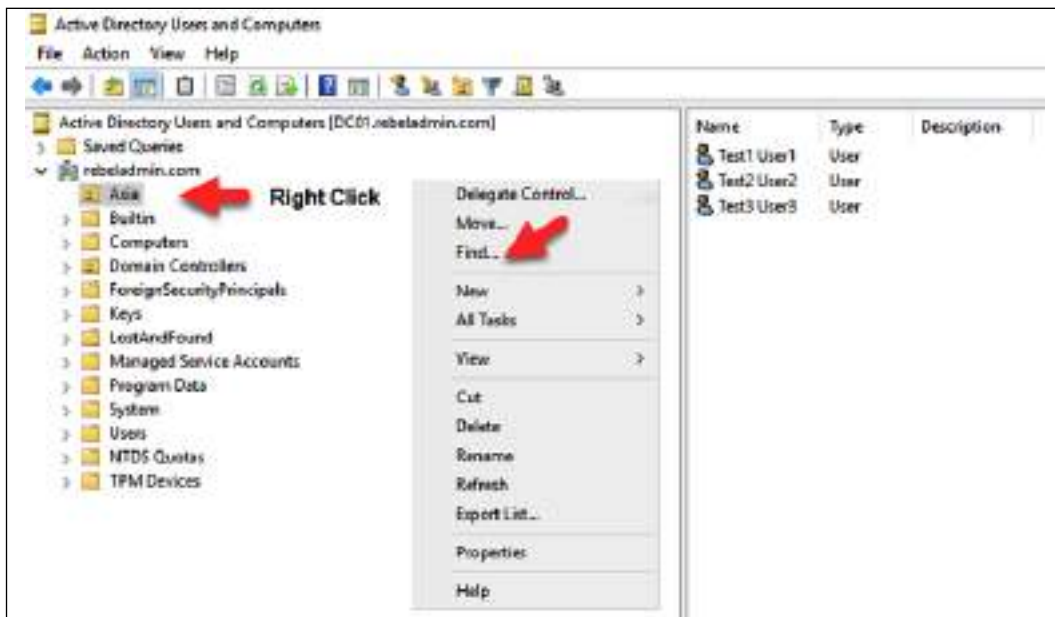 Active Directory Users and Computers
File Action View Help
Active Directory Users and Computers [DC01.rebeladmin.com]
Saved Queries
rebeladmin.com
Asia
Builtin
Computers
Domain Controllers
ForeignSecurityPrincipals
Keys
LostAndFound
Managed Service Accounts
Program Data
System
Users
NTDS Quotas
TPM Devices
Right Click
Delegate Control...
Move...
Find...
New
All Tasks
View
Cut
Delete
Rename
Refresh
Export List...
Properties
Help
Name Type Description
Test1 User1 User
Test2 User2 User
Test3 User3 User